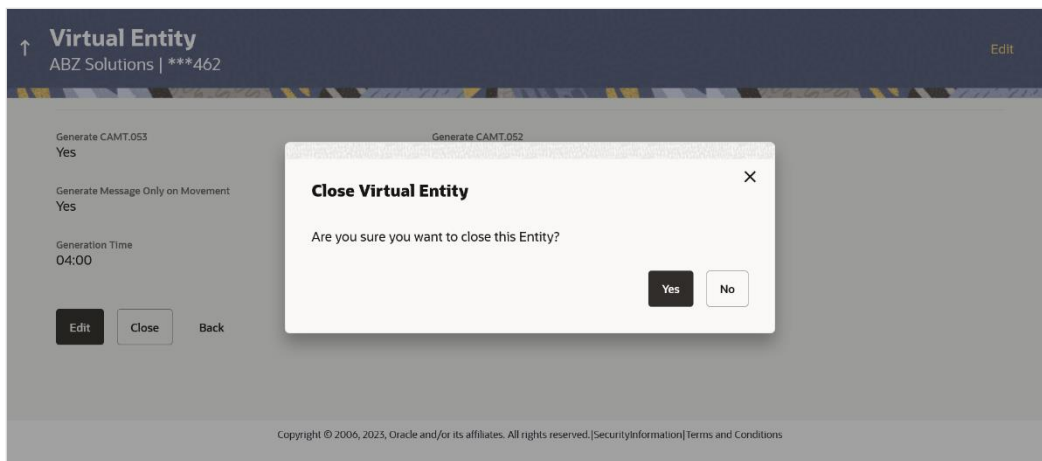 Virtual Entity
ABZ Solutions | ***462
Edit
Generate CAMT.053
Yes
Generate CAMT.052
Generate Message Only on Movement
Yes
Generation Time
04:00
Close Virtual Entity
Are you sure you want to close this Entity?
Yes
No
Edit
Close
Back
Copyright © 2006, 2023, Oracle and/or its affiliates. All rights reserved.|SecurityInformation|Terms and Conditions